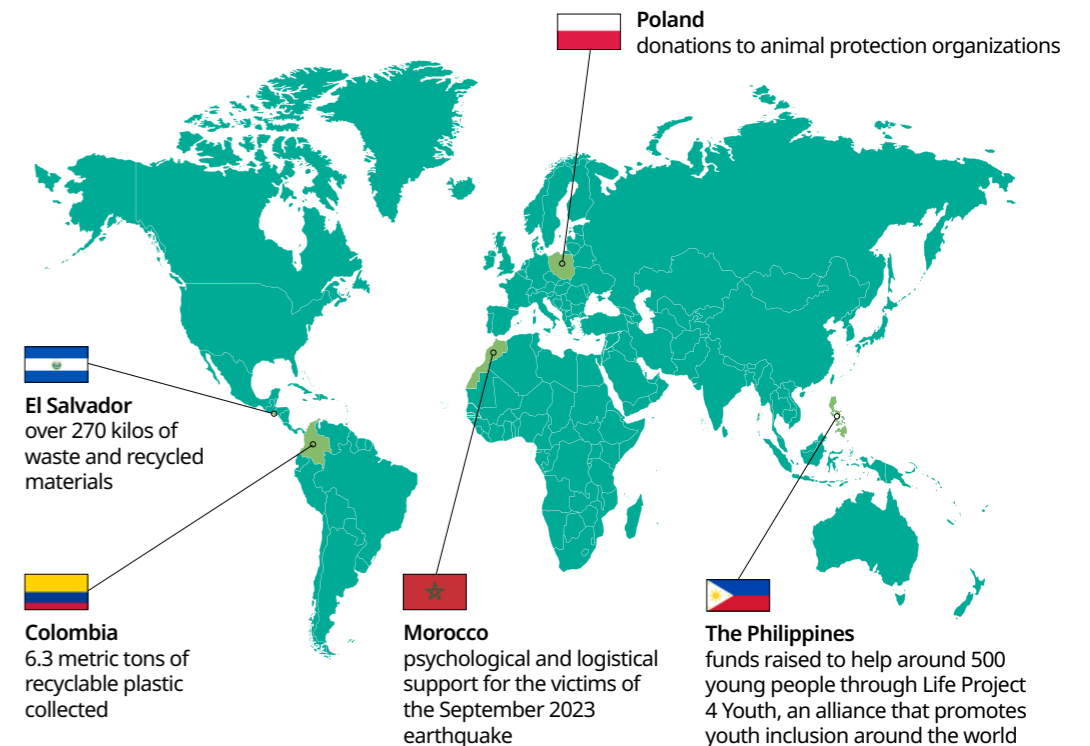 Poland
donations to animal protection organizations
El Salvador
over 270 kilos of
waste and recycled
materials
Colombia
6.3 metric tons of
recyclable plastic
collected
Morocco
psychological and logistical
support for the victims of
the September 2023
earthquake
The Philippines
funds raised to help around 500
young people through Life Project
4 Youth, an alliance that promotes
youth inclusion around the world